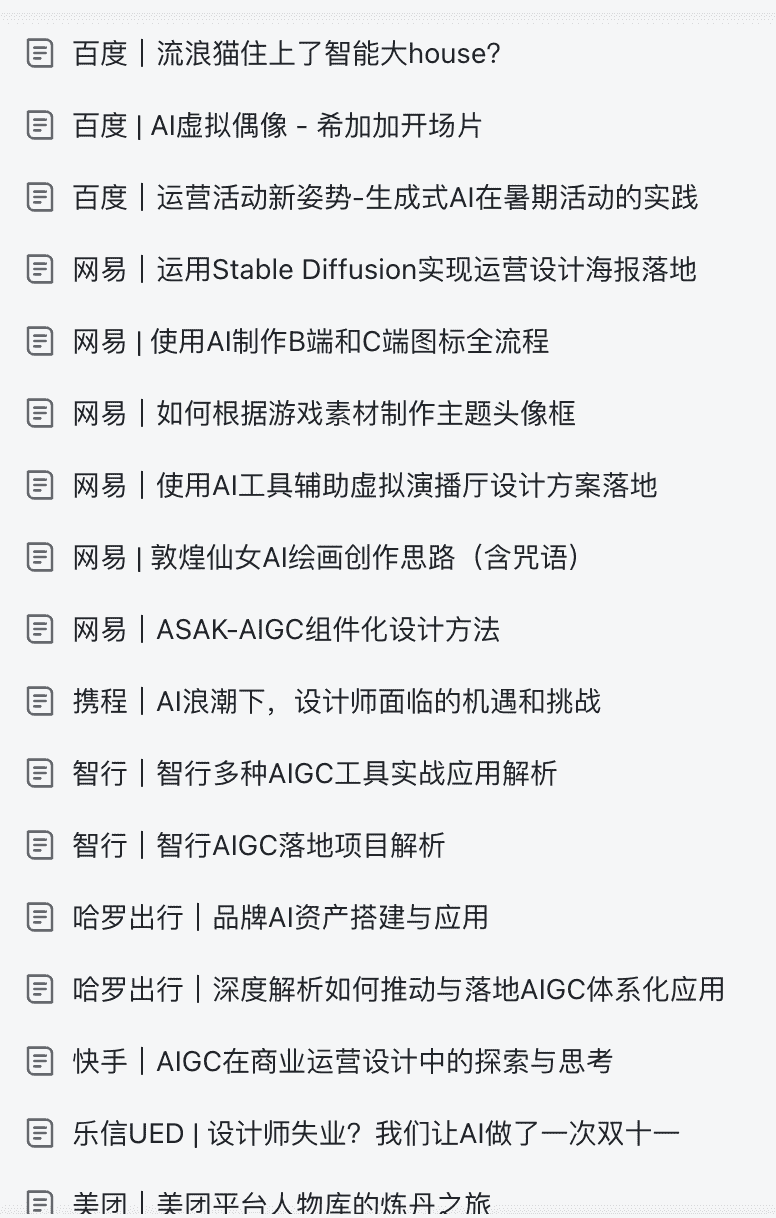 百度｜流浪猫住上了智能大house?
百度 | AI虚拟偶像 - 希加加开场片
百度｜运营活动新姿势-生成式AI在暑期活动的实践
网易｜运用Stable Diffusion实现运营设计海报落地
网易 | 使用AI制作B端和C端图标全流程
网易｜如何根据游戏素材制作主题头像框
网易｜使用AI工具辅助虚拟演播厅设计方案落地
网易 | 敦煌仙女AI绘画创作思路（含咒语）
网易｜ASAK-AIGC组件化设计方法
携程｜AI浪潮下，设计师面临的机遇和挑战
智行｜智行多种AIGC工具实战应用解析
智行｜智行AIGC落地项目解析
哈罗出行｜品牌AI资产搭建与应用
哈罗出行｜深度解析如何推动与落地AIGC体系化应用
快手｜AIGC在商业运营设计中的探索与思考
乐信UED | 设计师失业？我们让AI做了一次双十一
美团｜美团平台人物库的炼丹之旅